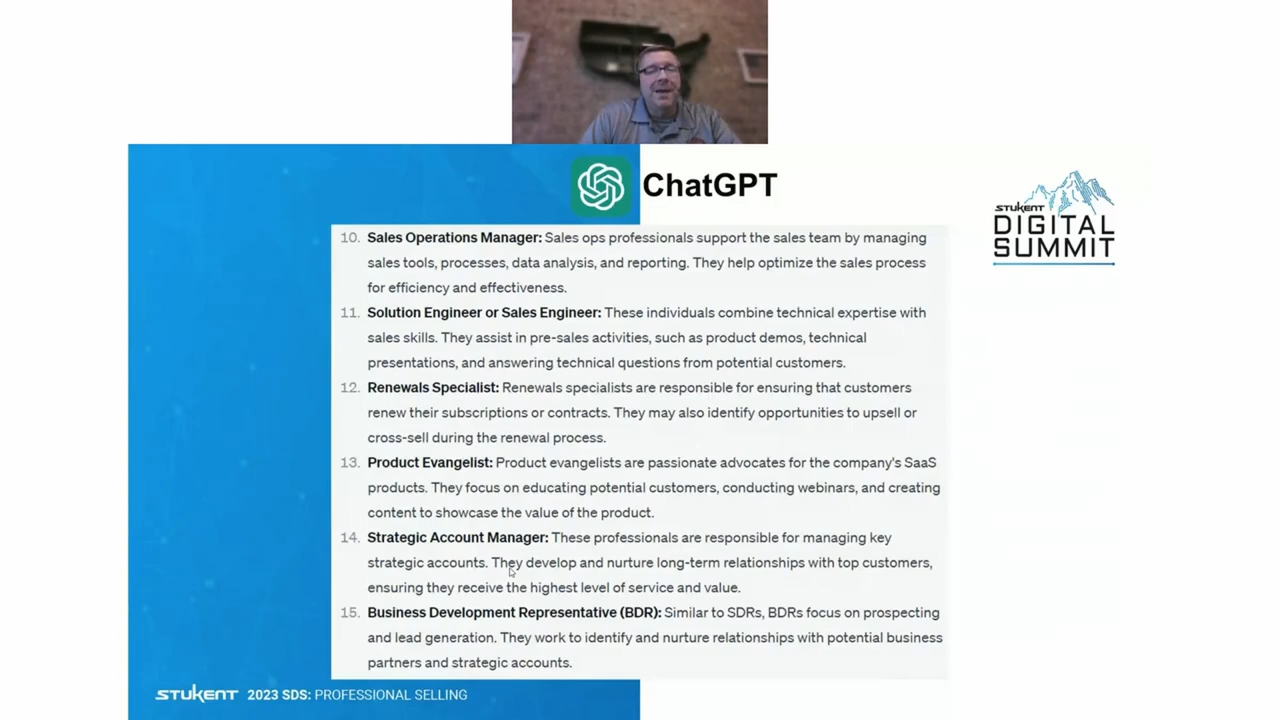 ChatGPT
STUKENT
DIGITAL
SUMMIT
10. Sales Operations Manager: Sales ops professionals support the sales team by managing
sales tools, processes, data analysis, and reporting. They help optimize the sales process
for efficiency and effectiveness.
11. Solution Engineer or Sales Engineer: These individuals combine technical expertise with
sales skills. They assist in pre-sales activities, such as product demos, technical
presentations, and answering technical questions from potential customers.
12. Renewals Specialist: Renewals specialists are responsible for ensuring that customers
renew their subscriptions or contracts. They may also identify opportunities to upsell or
cross-sell during the renewal process.
13. Product Evangelist: Product evangelists are passionate advocates for the company's SaaS
products. They focus on educating potential customers, conducting webinars, and creating
content to showcase the value of the product.
14. Strategic Account Manager: These professionals are responsible for managing key
strategic accounts. They develop and nurture long-term relationships with top customers,
ensuring they receive the highest level of service and value.
15. Business Development Representative (BDR): Similar to SDRs, BDRs focus on prospecting
and lead generation. They work to identify and nurture relationships with potential business
partners and strategic accounts.
STUKENT 2023 SDS: PROFESSIONAL SELLING